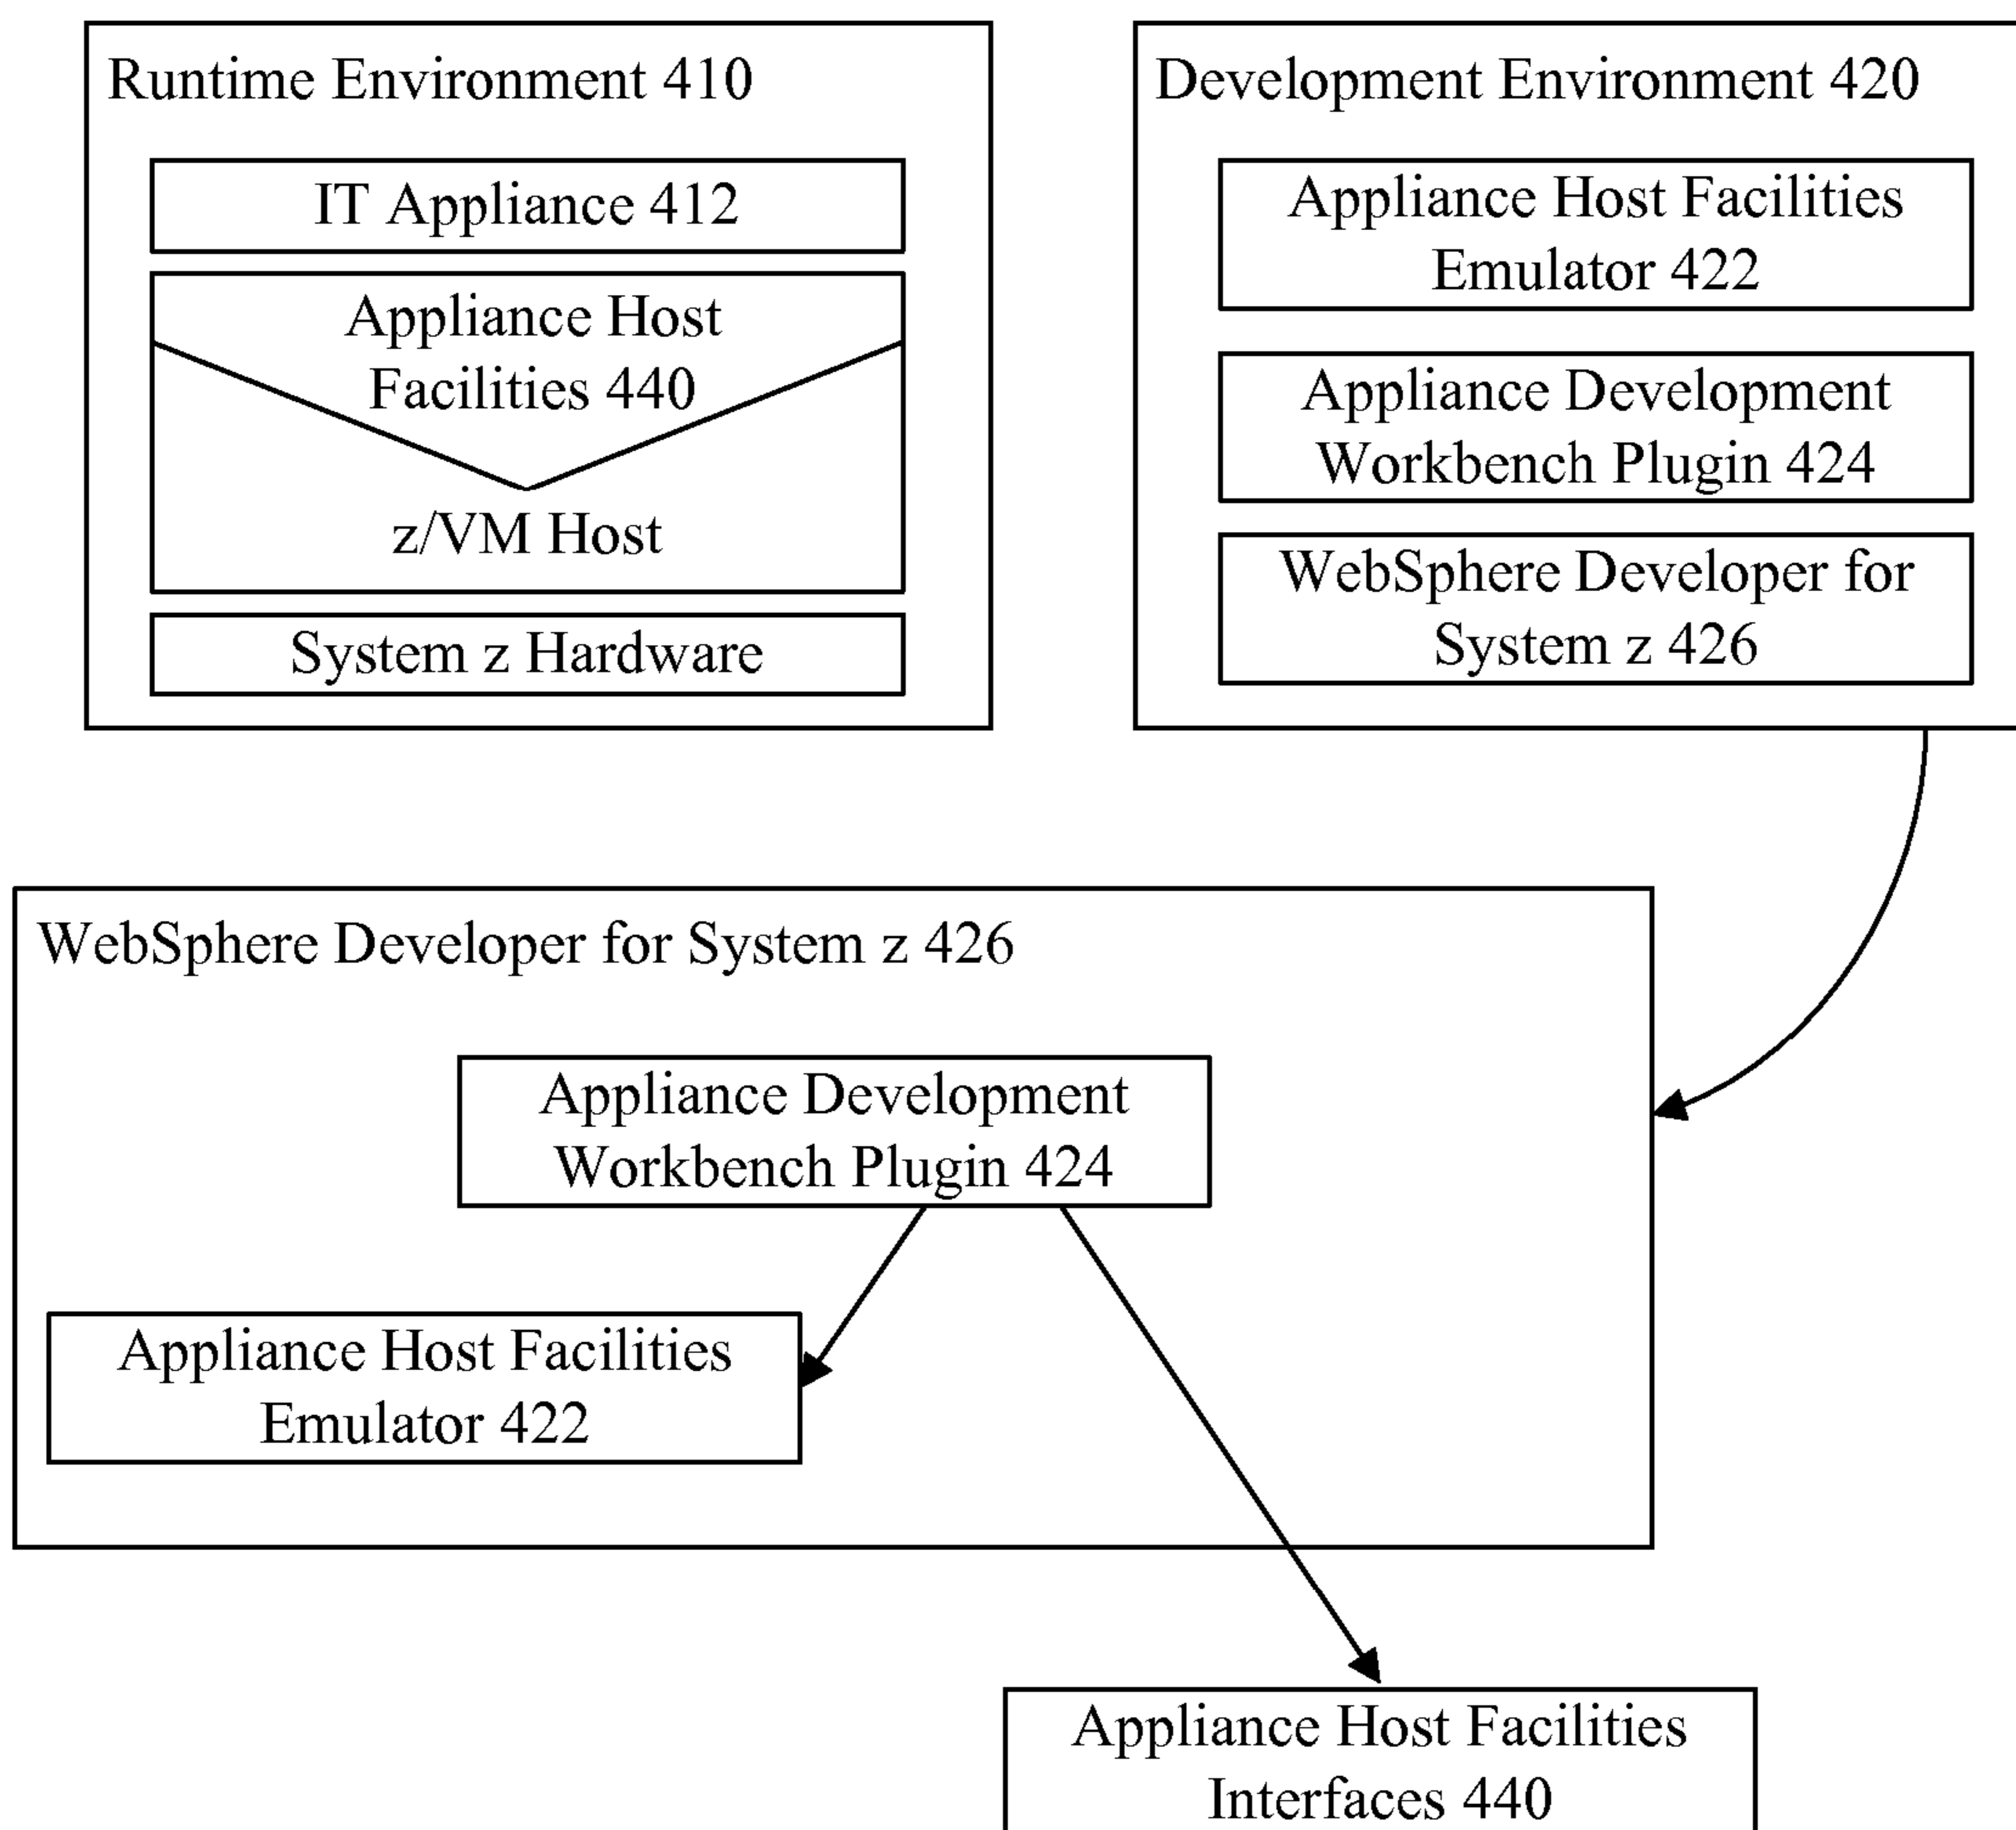 Runtime Environment 410
IT Appliance 412
Appliance Host
Facilities 440
z/VM Host
System z Hardware
Development Environment 420
Appliance Host Facilities
Emulator 422
Appliance Development
Workbench Plugin 424
WebSphere Developer for
System z 426
WebSphere Developer for System z 426
Appliance Development
Workbench Plugin 424
Appliance Host Facilities
Emulator 422
Appliance Host Facilities
Interfaces 440